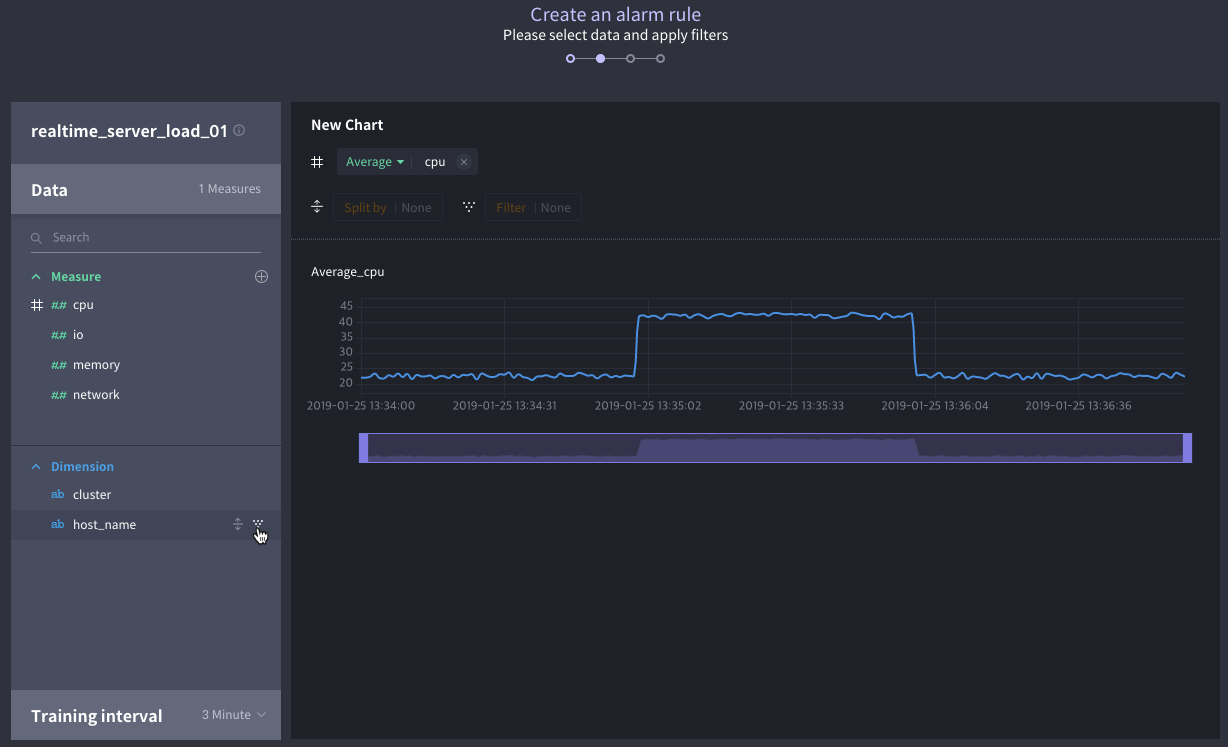 Create an alarm rule
Please select data and apply filters
realtime_server_load_01
Data 1 Measures
Search
Measure
## cpu
## io
## memory
## network
Dimension
ab cluster
ab host_name
Training interval 3 Minute
New Chart
Average cpu
Split by None Filter None
Average_cpu
45
40
35
30
25
20
2019-01-25 13:34:00 2019-01-25 13:34:31 2019-01-25 13:35:02 2019-01-25 13:35:33 2019-01-25 13:36:04 2019-01-25 13:36:36